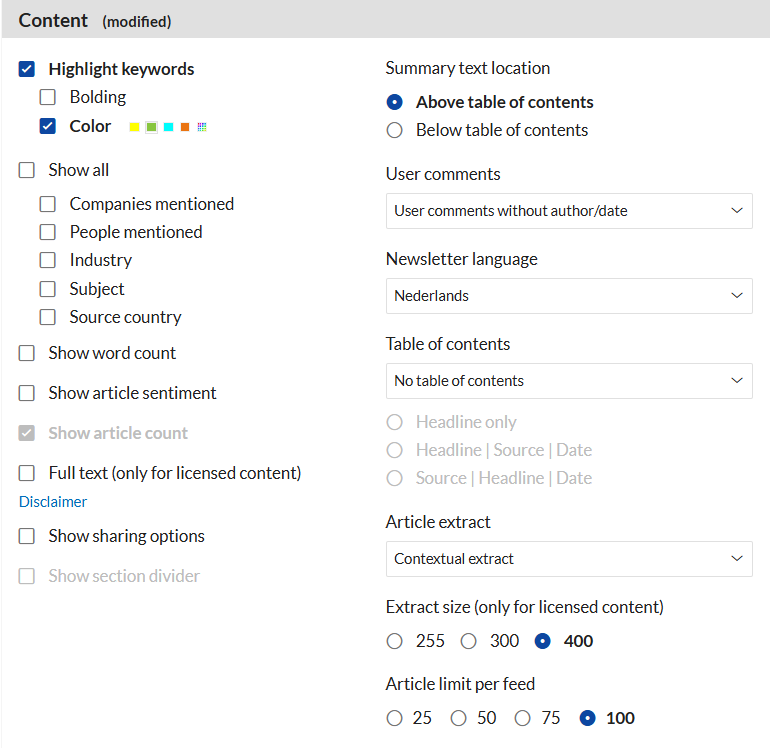 Content (modified)
Highlight keywords
Bolding
Color
Show all
Companies mentioned
People mentioned
Industry
Subject
Source country
Show word count
Show article sentiment
Show article count
Full text (only for licensed content)
Disclaimer
Show sharing options
Show section divider
Summary text location
Above table of contents
Below table of contents
User comments
User comments without author/date
Newsletter language
Nederlands
Table of contents
No table of contents
Headline only
Headline | Source | Date
Source | Headline | Date
Article extract
Contextual extract
Extract size (only for licensed content)
255 300 400
Article limit per feed
25 50 75 100